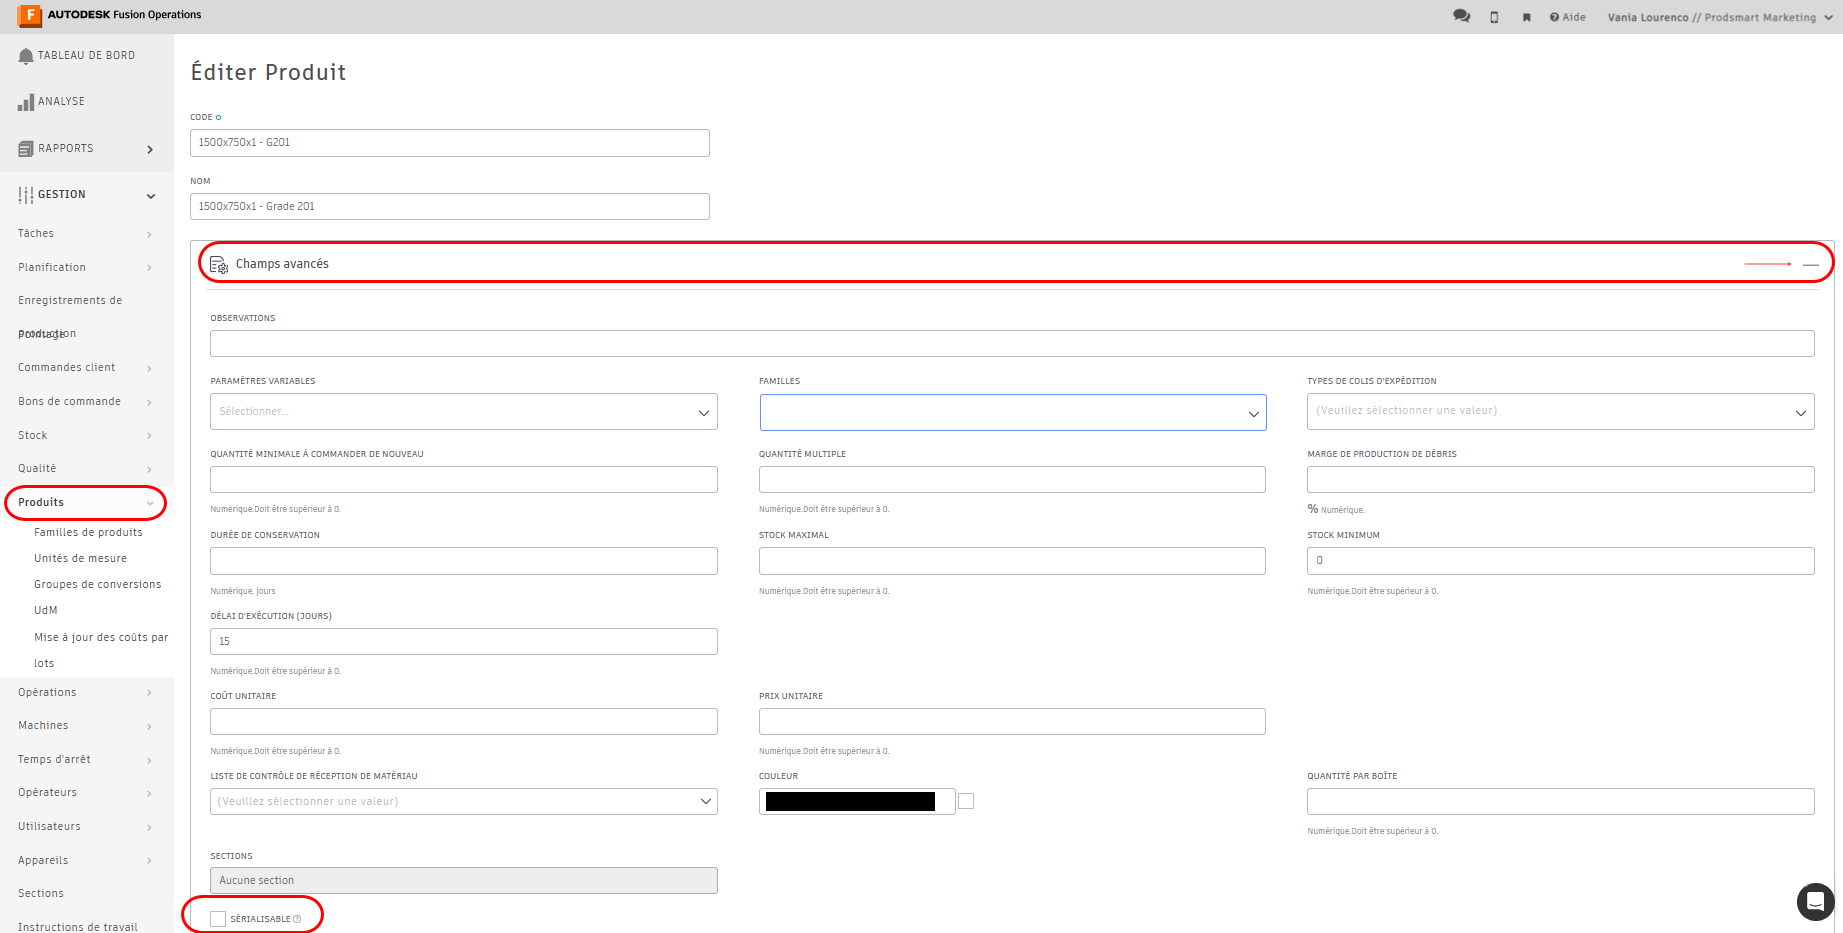 F AUTODESK Fusion Operations
Aide
Vania Lourenco // Prodsmart Marketing
TABLEAU DE BORD
ANALYSE
RAPPORTS
GESTION
Tâches
Planification
Enregistrements de
production
Pointage
Commandes client
Bons de commande
Stock
Qualité
Produits
Familles de produits
Unités de mesure
Groupes de conversions
UdM
Mise à jour des coûts par
lots
Opérations
Machines
Temps d'arrêt
Opérateurs
Utilisateurs
Appareils
Sections
Instructions de travail
Éditer Produit
CODE
1500x750x1 - G201
NOM
1500x750x1 - Grade 201
Champs avancés
OBSERVATIONS
PARAMÈTRES VARIABLES
Sélectionner...
FAMILLES
TYPES DE COLIS D'EXPÉDITION
(Veuillez sélectionner une valeur)
QUANTITÉ MINIMALE À COMMANDER DE NOUVEAU
Numérique.Doit être supérieur à 0.
QUANTITÉ MULTIPLE
Numérique.Doit être supérieur à 0.
MARGE DE PRODUCTION DE DÉBRIS
% Numérique.
DURÉE DE CONSERVATION
Numérique. jours
STOCK MAXIMAL
Numérique.Doit être supérieur à 0.
STOCK MINIMUM
0
Numérique.Doit être supérieur à 0.
DÉLAI D'EXÉCUTION (JOURS)
15
Numérique.Doit être supérieur à 0.
COÛT UNITAIRE
Numérique.Doit être supérieur à 0.
PRIX UNITAIRE
Numérique.Doit être supérieur à 0.
LISTE DE CONTRÔLE DE RÉCEPTION DE MATÉRIAU
(Veuillez sélectionner une valeur)
COULEUR
QUANTITÉ PAR BOÎTE
Numérique.Doit être supérieur à 0.
SECTIONS
Aucune section
SÉRIALISABLE